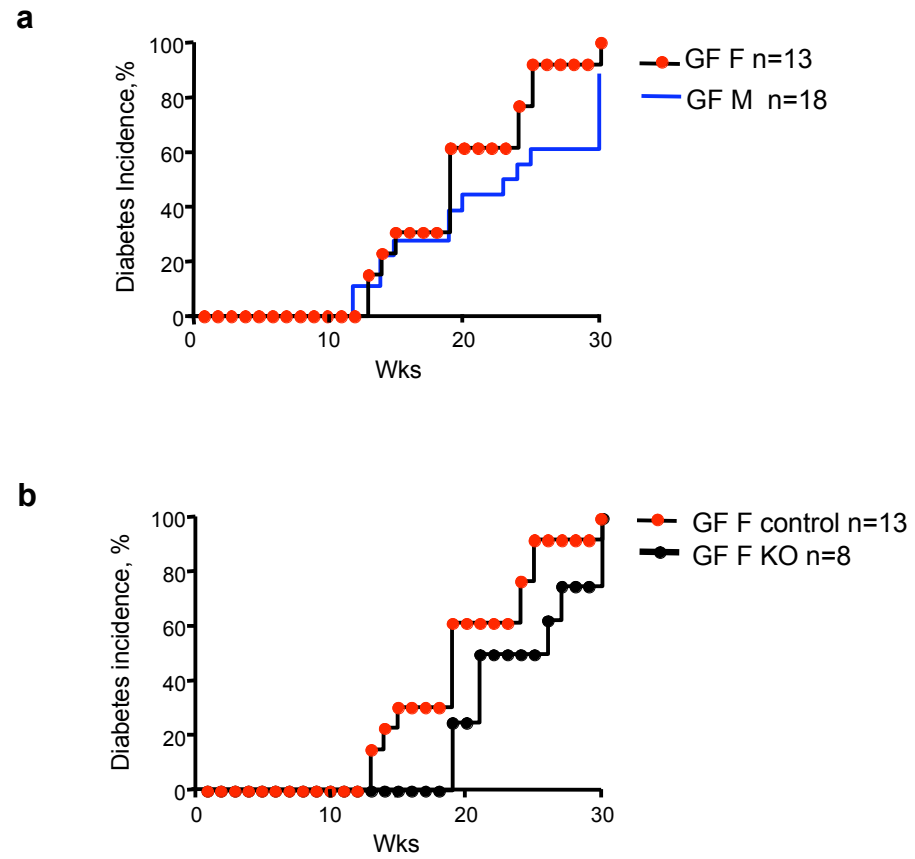 a
Diabetes Incidence,%
100
80
60
40
20
0
0 10 20 30
Wks
GF F n=13
GF M n=18
b
Diabetes incidence, %
100
80
60
40
20
0
0 10 20 30
Wks
GF F control n=13
GF F KO n=8